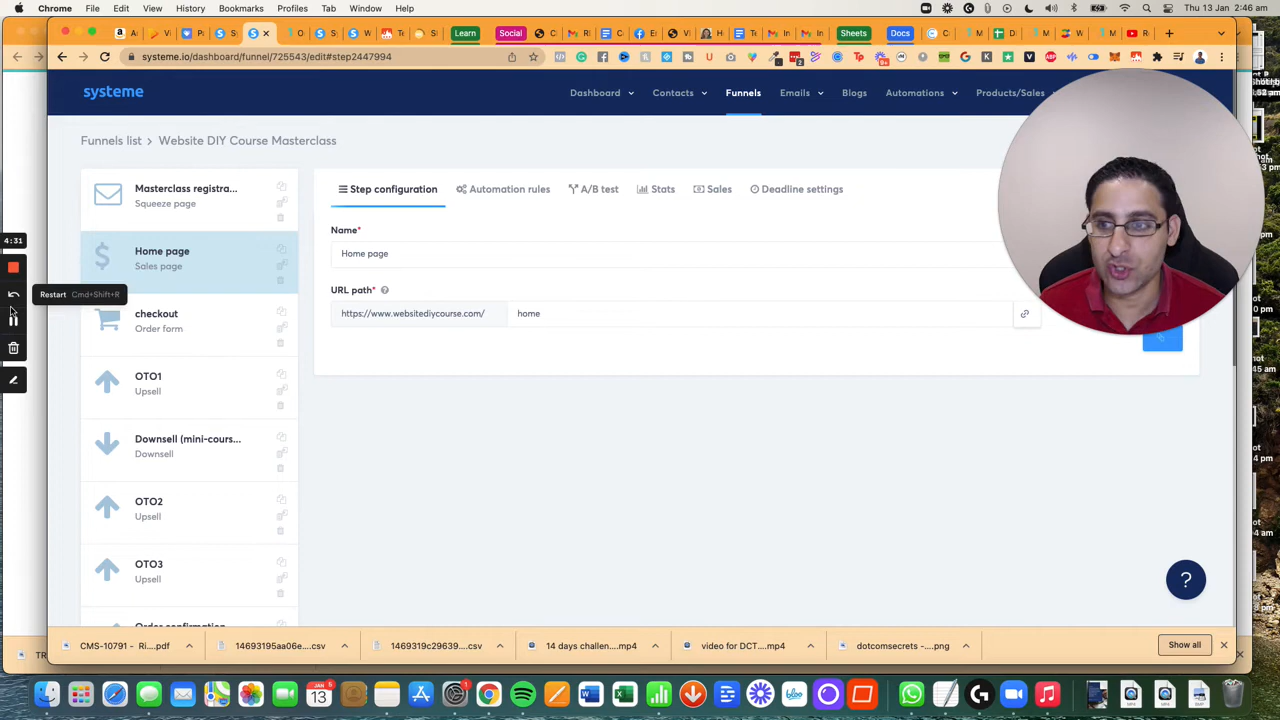 Chrome File Edit View History Bookmarks Profiles Tab Window Help
Thu 13 Jan 2:46 am
Learn Social Sheets Docs
systeme.io/dashboard/funnel/725543/edit#step2447994
systeme
Dashboard Contacts Funnels Emails Blogs Automations Products/Sales
Funnels list > Website DIY Course Masterclass
Masterclass registra...
Squeeze page
Home page
Sales page
checkout
Order form
OTO1
Upsell
Downsell (mini-cours...
Downsell
OTO2
Upsell
OTO3
Upsell
Order confirmation
Step configuration Automation rules A/B test Stats Sales Deadline settings
Name*
Home page
URL path*
https://www.websitediycourse.com/ home
4:31
Restart Cmd+Shift+R
?
CMS-10791 - Ri....pdf 14693195aa06e....csv 1469319c29639....csv 14 days challen....mp4 video for DCT....mp4 dotcomsecrets -....png Show all